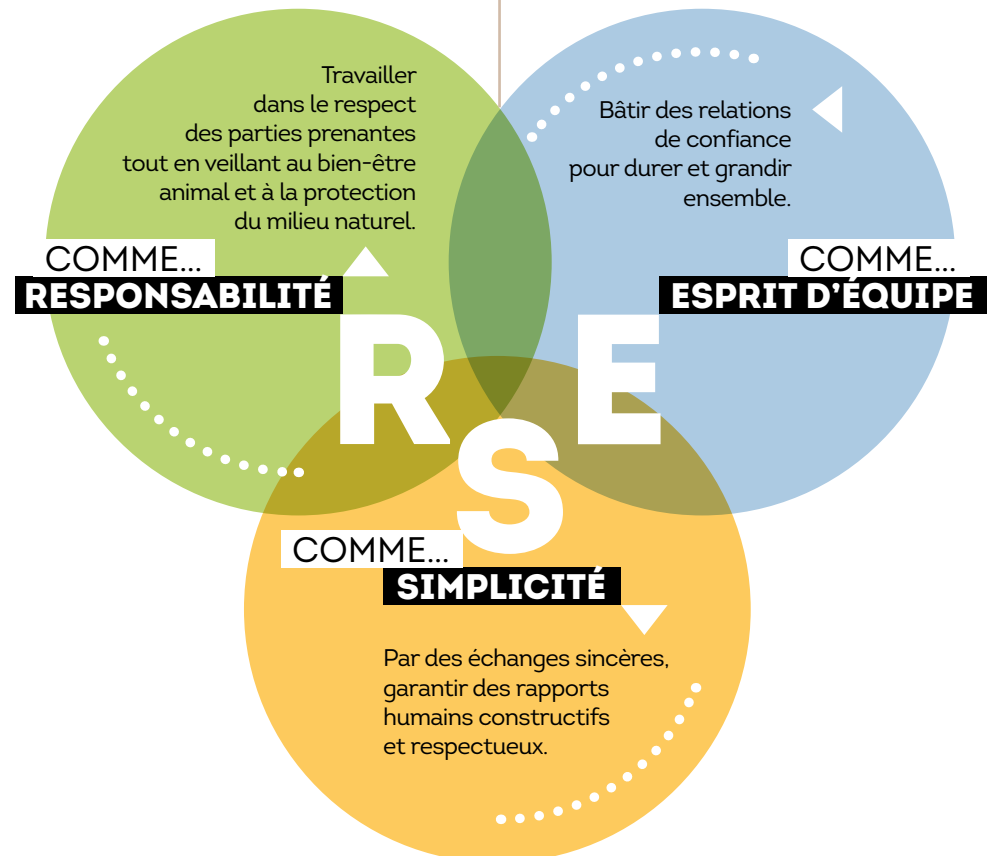 Travailler
dans le respect
des parties prenantes
tout en veillant au bien-être
animal et à la protection
du milieu naturel.
COMME...
RESPONSABILITÉ
R
Bâtir des relations
de confiance
pour durer et grandir
ensemble.
COMME...
ESPRIT D'ÉQUIPE
E
S
COMME...
SIMPLICITÉ
Par des échanges sincères,
garantir des rapports
humains constructifs
et respectueux.